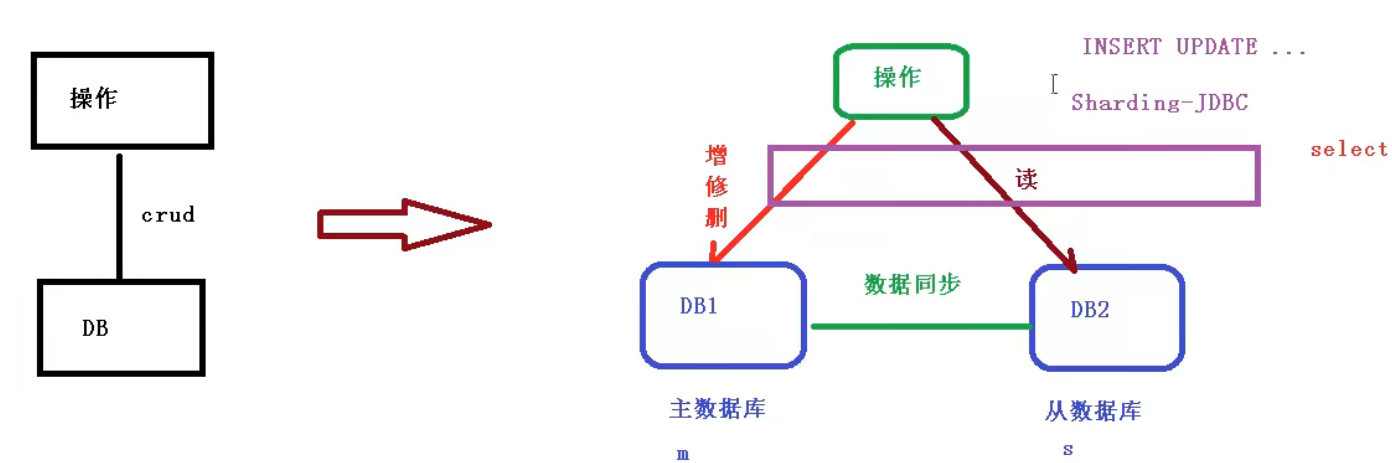 操作
crud
DB
操作
INSERT UPDATE ...
Sharding-JDBC
select
增
修
删
读
数据同步
DB1
DB2
主数据库
从数据库
m
s